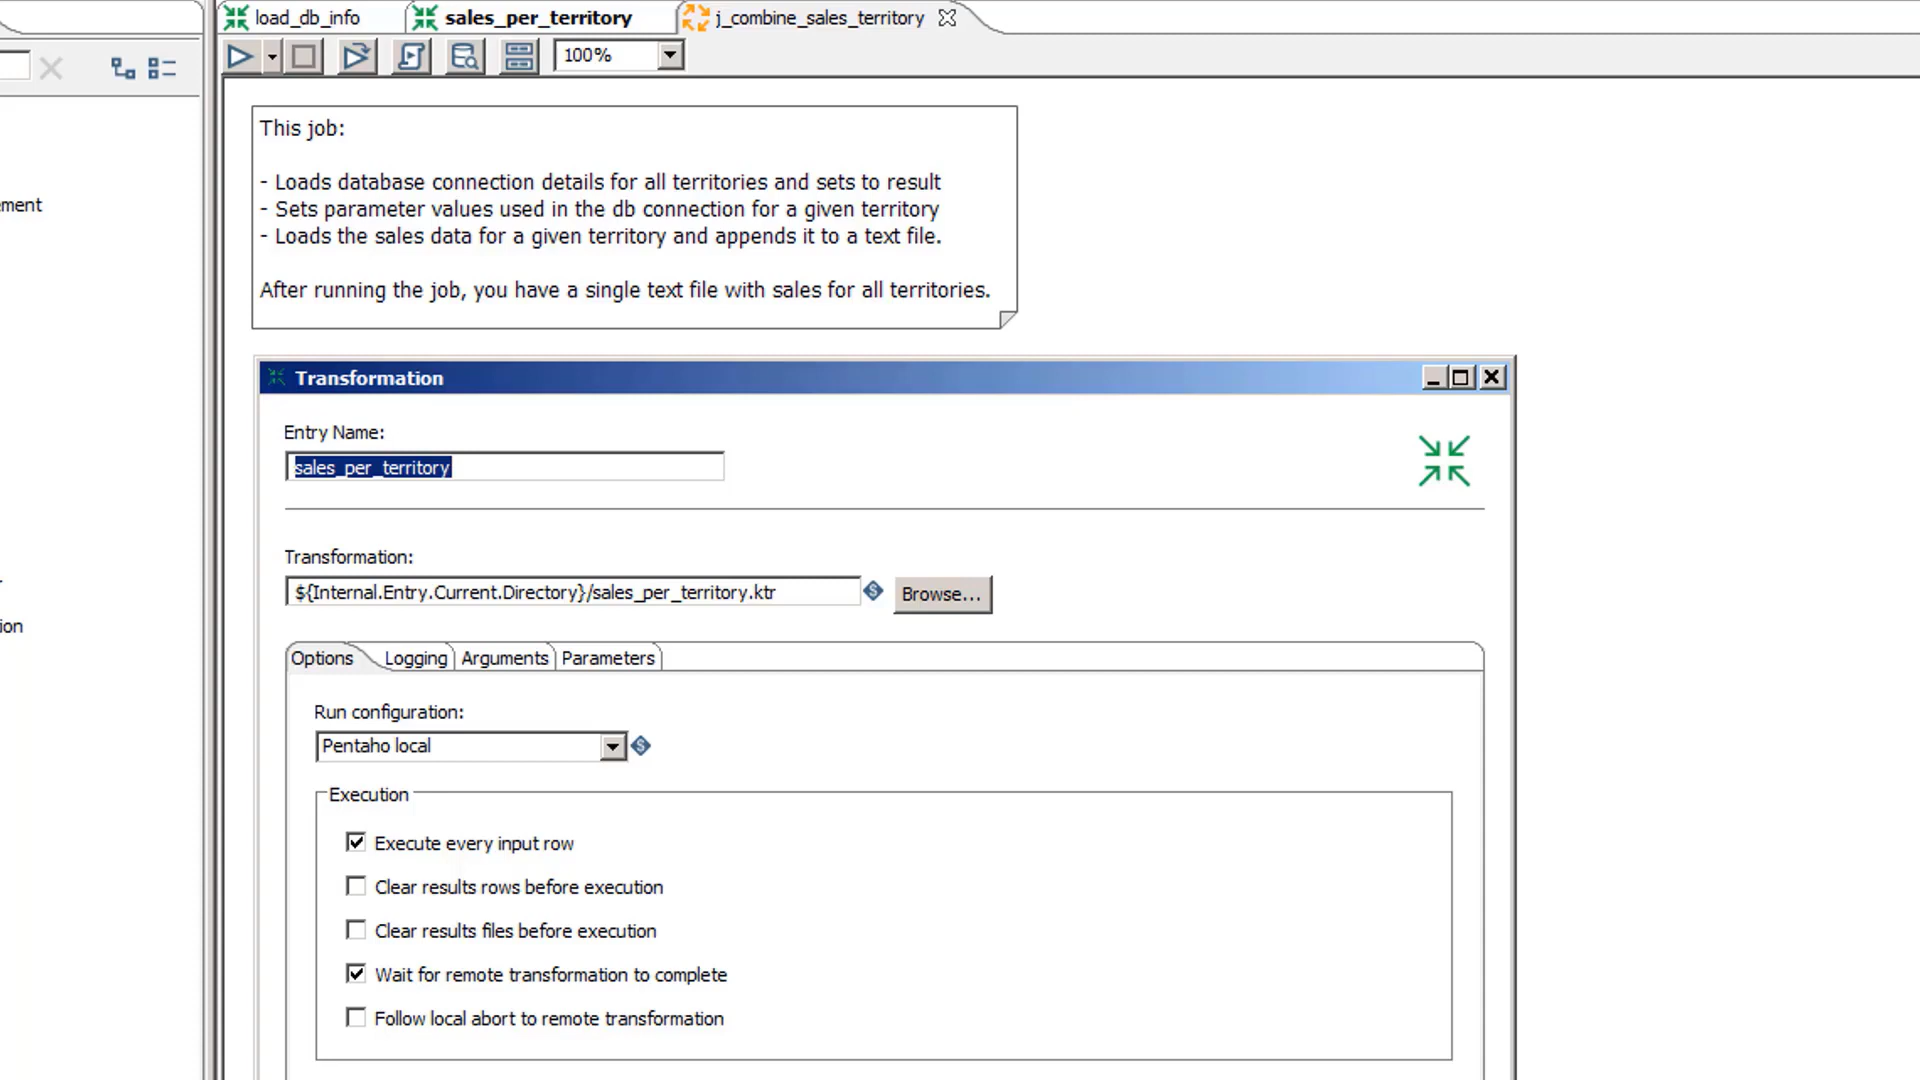 load_db_info
sales_per_territory
j_combine_sales_territory
100%
ement
ion
This job:
- Loads database connection details for all territories and sets to result
- Sets parameter values used in the db connection for a given territory
- Loads the sales data for a given territory and appends it to a text file.
After running the job, you have a single text file with sales for all territories.
Transformation
Entry Name:
sales_per_territory
Transformation:
${Internal.Entry.Current.Directory}/sales_per_territory.ktr
Browse...
Options Logging Arguments Parameters
Run configuration:
Pentaho local
Execution
Execute every input row
Clear results rows before execution
Clear results files before execution
Wait for remote transformation to complete
Follow local abort to remote transformation